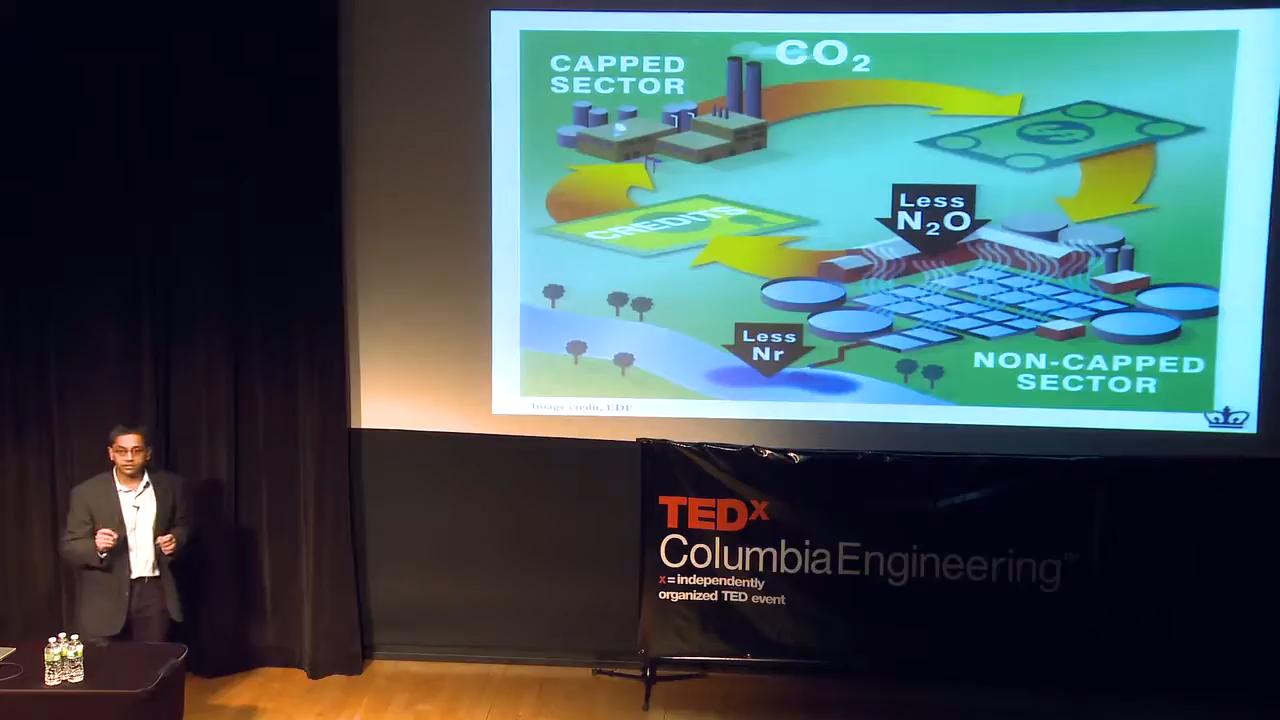 CAPPED
SECTOR
CO2
CREDITS
Less
N2O
Less
Nr
NON-CAPPED
SECTOR
Image credit, EDF
TEDx
ColumbiaEngineering
x = independently
organized TED event